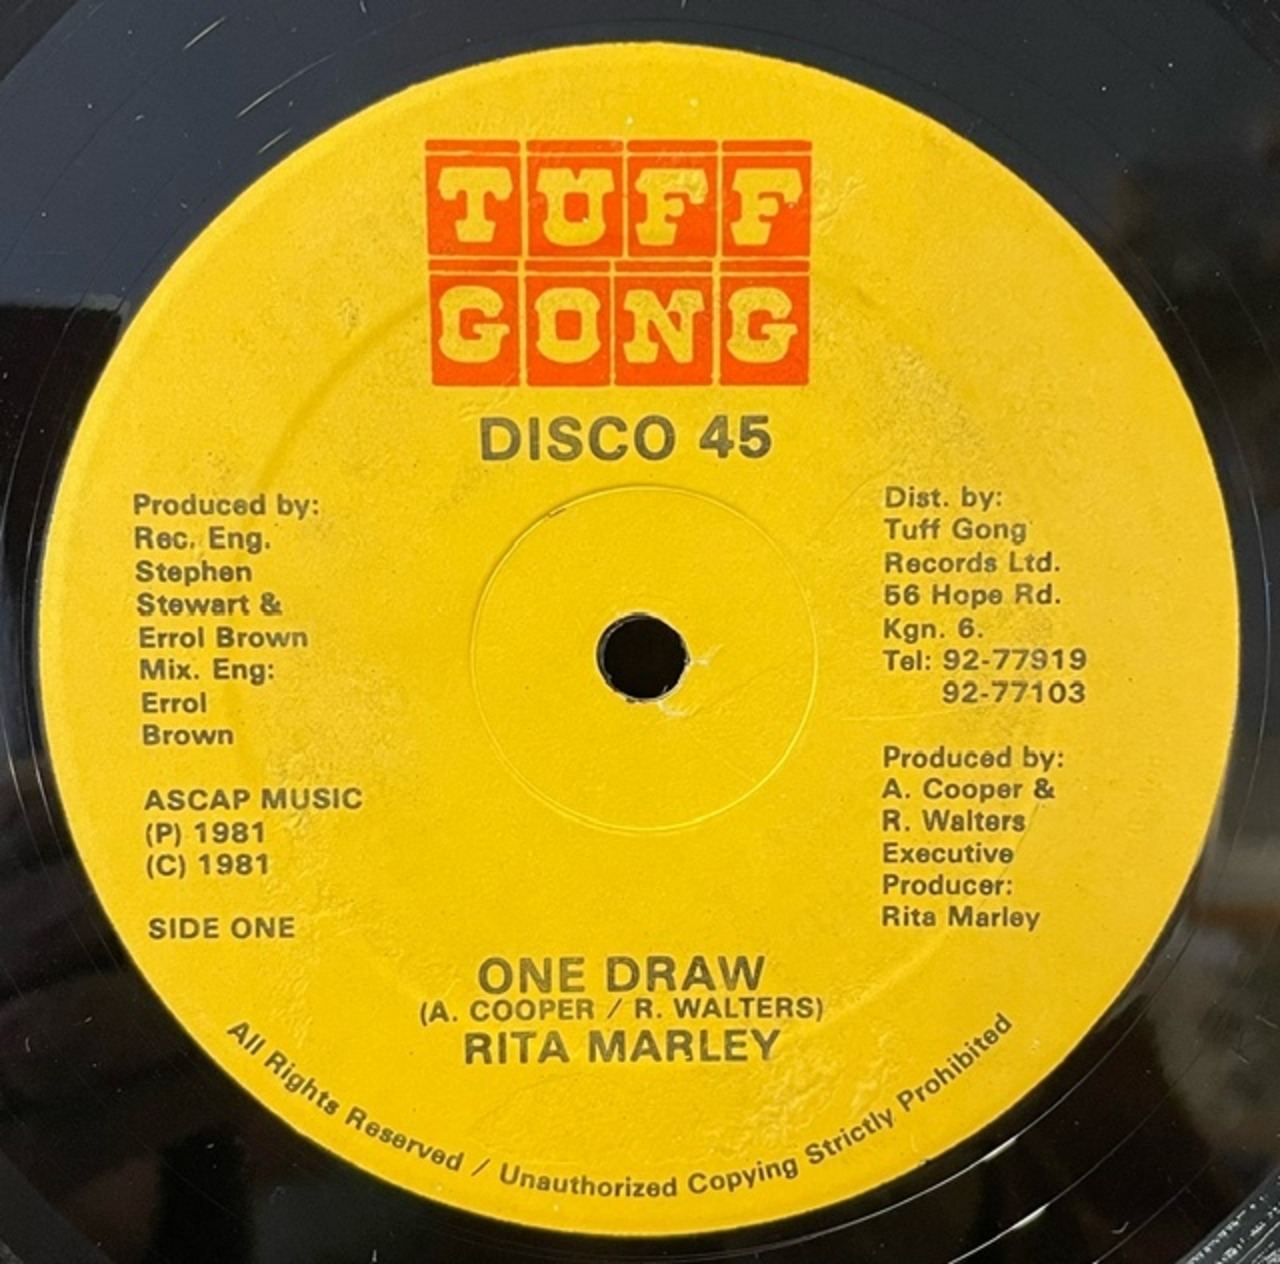 TUFF
GONG
DISCO 45
Produced by:
Rec. Eng.
Stephen
Stewart &
Errol Brown
Mix. Eng:
Errol
Brown
ASCAP MUSIC
(P) 1981
(C) 1981
SIDE ONE
Dist. by:
Tuff Gong
Records Ltd.
56 Hope Rd.
Kgn. 6.
Tel: 92-77919
92-77103
Produced by:
A. Cooper &
R. Walters
Executive
Producer:
Rita Marley
ONE DRAW
(A. COOPER / R. WALTERS)
RITA MARLEY
All Rights Reserved / Unauthorized Copying Strictly Prohibited